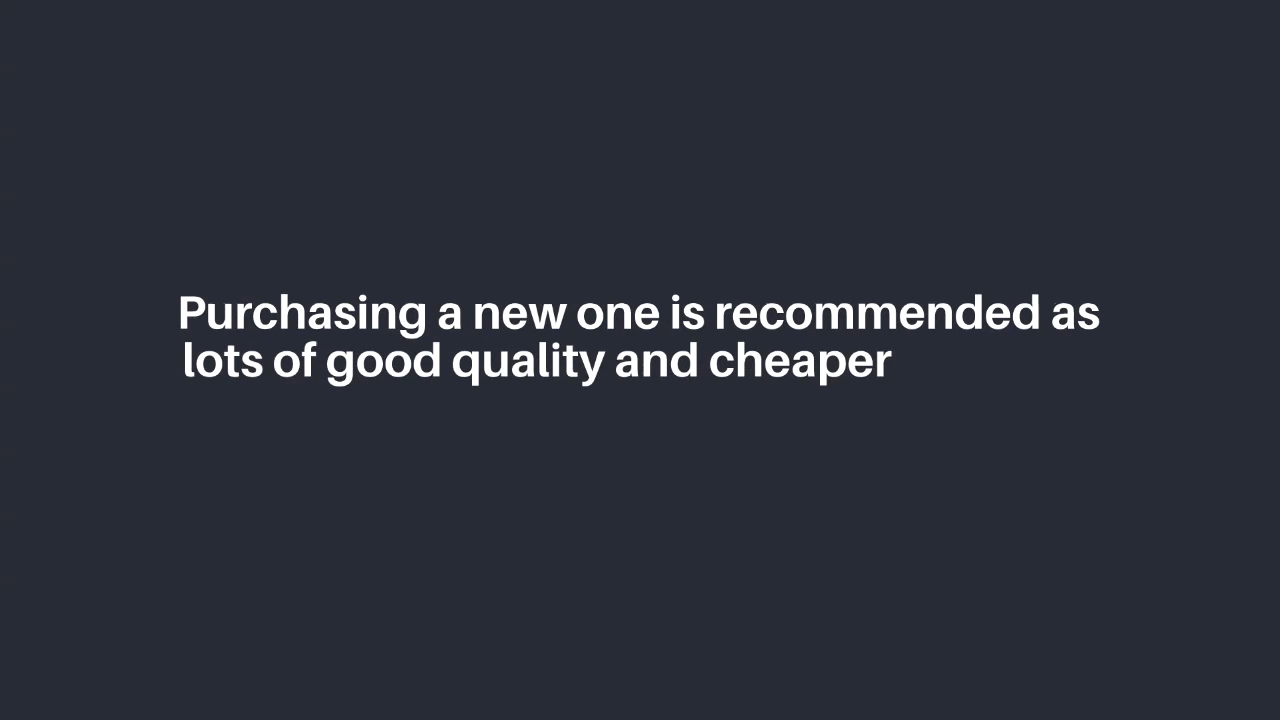 Purchasing a new one is recommended as
lots of good quality and cheaper